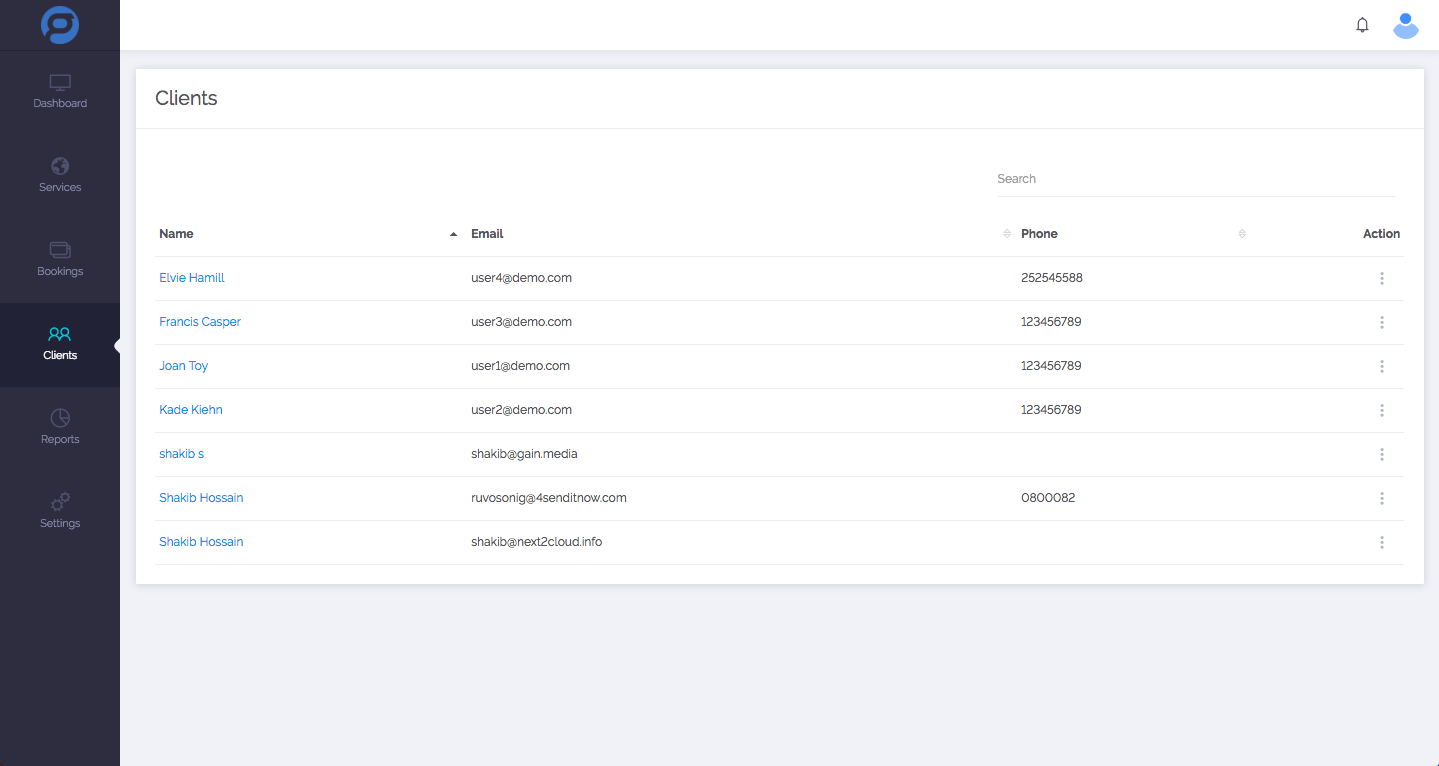 Dashboard
Services
Bookings
Clients
Reports
Settings
Clients
Search
Name Email Phone Action
Elvie Hamill user4@demo.com 252545588
Francis Casper user3@demo.com 123456789
Joan Toy user1@demo.com 123456789
Kade Kiehn user2@demo.com 123456789
shakib s shakib@gain.media
Shakib Hossain ruvosonig@4senditnow.com 0800082
Shakib Hossain shakib@next2cloud.info